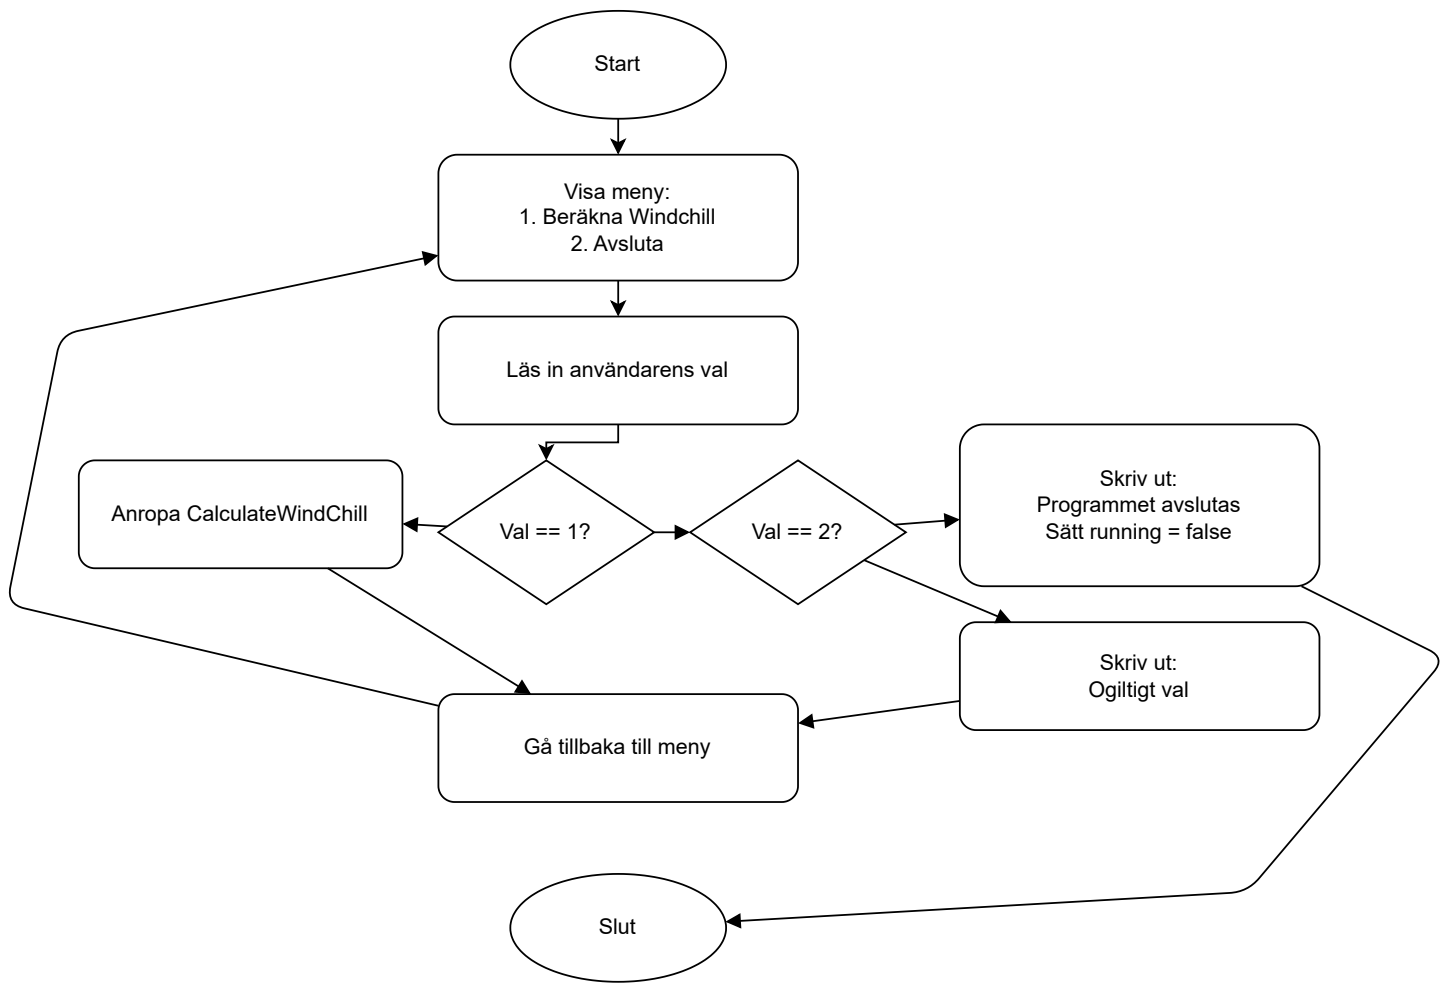 Start
Visa meny:
1. Beräkna Windchill
2. Avsluta
Läs in användarens val
Anropa CalculateWindChill
Val == 1?
Val == 2?
Skriv ut:
Programmet avslutas
Sätt running = false
Skriv ut:
Ogiltigt val
Gå tillbaka till meny
Slut